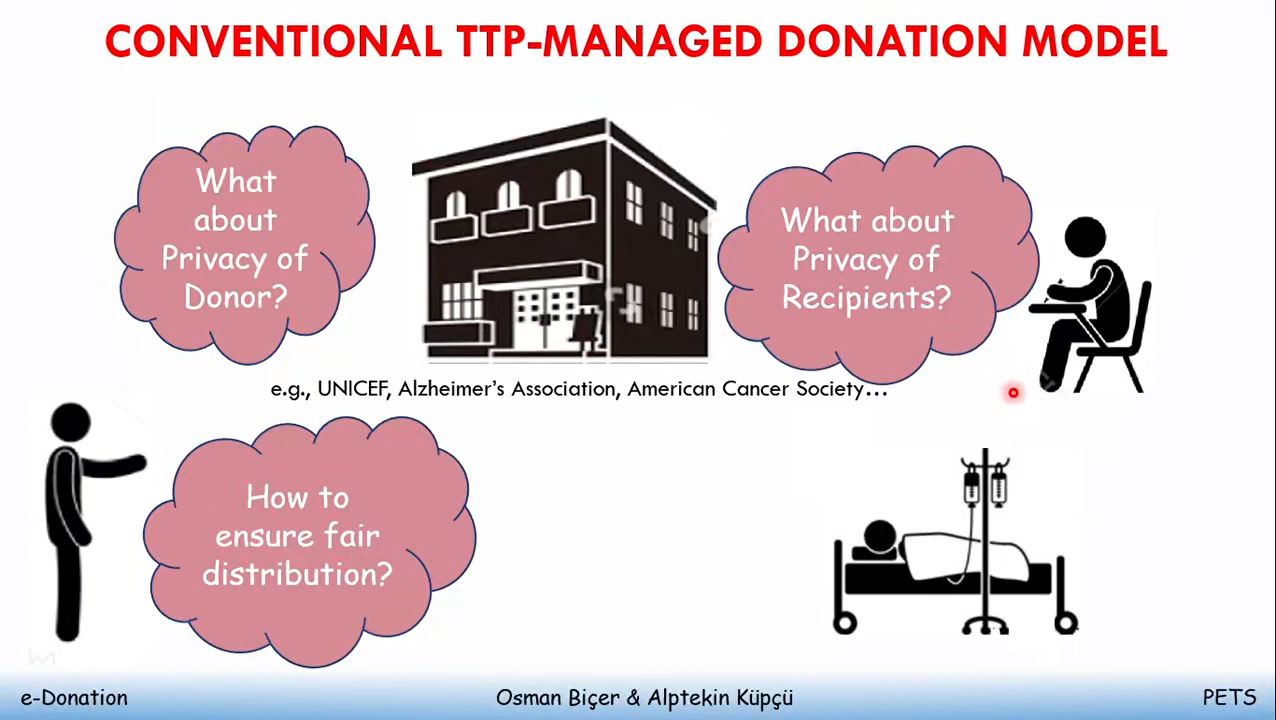 CONVENTIONAL TTP-MANAGED DONATION MODEL
What
about
Privacy of
Donor?
What about
Privacy of
Recipients?
e.g., UNICEF, Alzheimer's Association, American Cancer Society...
How to
ensure fair
distribution?
e-Donation
Osman Biçer & Alptekin Küpçü
PETS